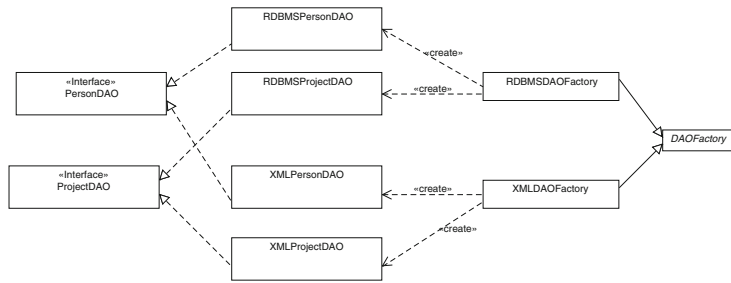 RDBMSPersonDAO
«create»
«Interface»
PersonDAO
RDBMSProjectDAO
«create»
RDBMSDAOFactory
DAOFactory
«Interface»
ProjectDAO
XMLPersonDAO
«create»
XMLDAOFactory
«create»
XMLProjectDAO